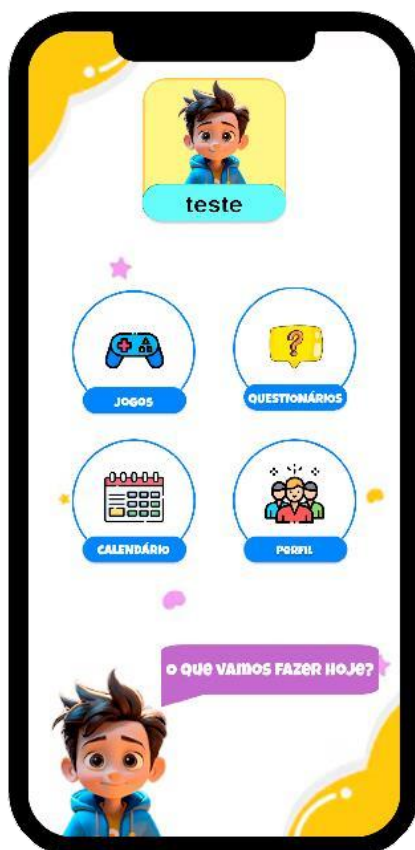 teste
JOGOS
QUESTIONÁRIOS
CALENDÁRIO
PERFIL
O QUE VAMOS FAZER HOJE?